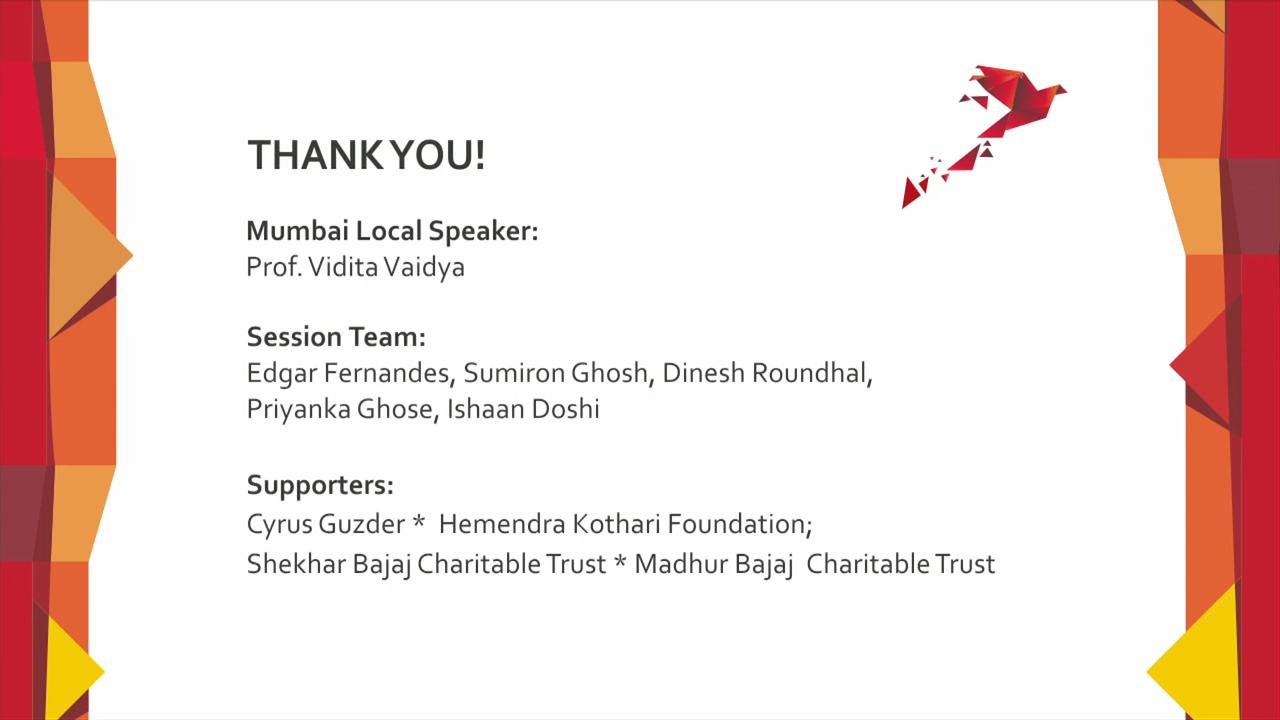 THANK YOU!
Mumbai Local Speaker:
Prof. Vidita Vaidya
Session Team:
Edgar Fernandes, Sumiron Ghosh, Dinesh Roundhal,
Priyanka Ghose, Ishaan Doshi
Supporters:
Cyrus Guzder * Hemendra Kothari Foundation;
Shekhar Bajaj Charitable Trust * Madhur Bajaj Charitable Trust